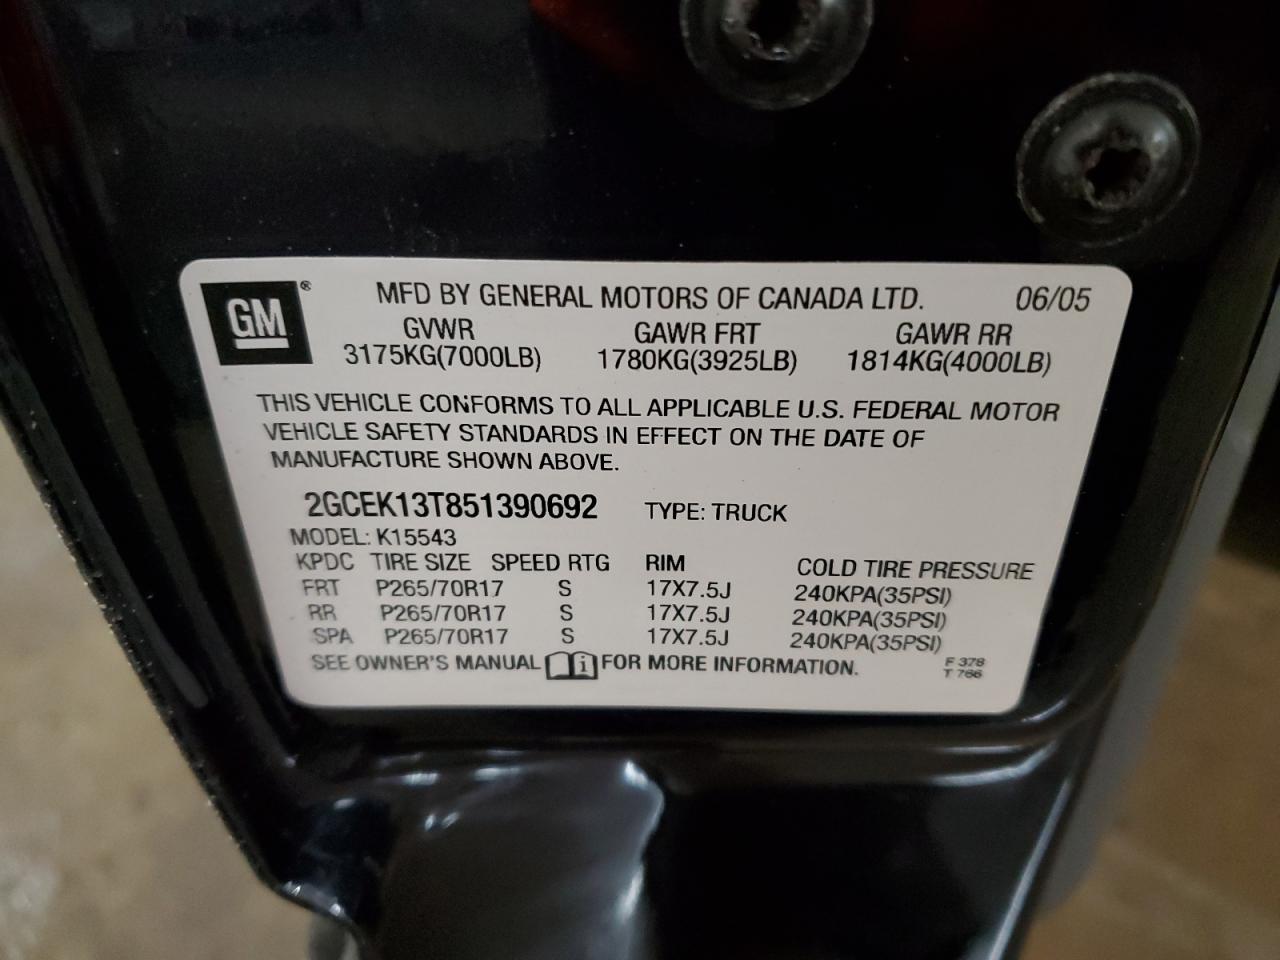 GM® MFD BY GENERAL MOTORS OF CANADA LTD. 06/05
GVWR GAWR FRT GAWR RR
3175KG(7000LB) 1780KG(3925LB) 1814KG(4000LB)
THIS VEHICLE CONFORMS TO ALL APPLICABLE U.S. FEDERAL MOTOR
VEHICLE SAFETY STANDARDS IN EFFECT ON THE DATE OF
MANUFACTURE SHOWN ABOVE.
2GCEK13T851390692 TYPE: TRUCK
MODEL: K15543
KPDC TIRE SIZE SPEED RTG RIM COLD TIRE PRESSURE
FRT P265/70R17 S 17X7.5J 240KPA(35PSI)
RR P265/70R17 S 17X7.5J 240KPA(35PSI)
SPA P265/70R17 S 17X7.5J 240KPA(35PSI)
SEE OWNER'S MANUAL i FOR MORE INFORMATION. F 378
T 766